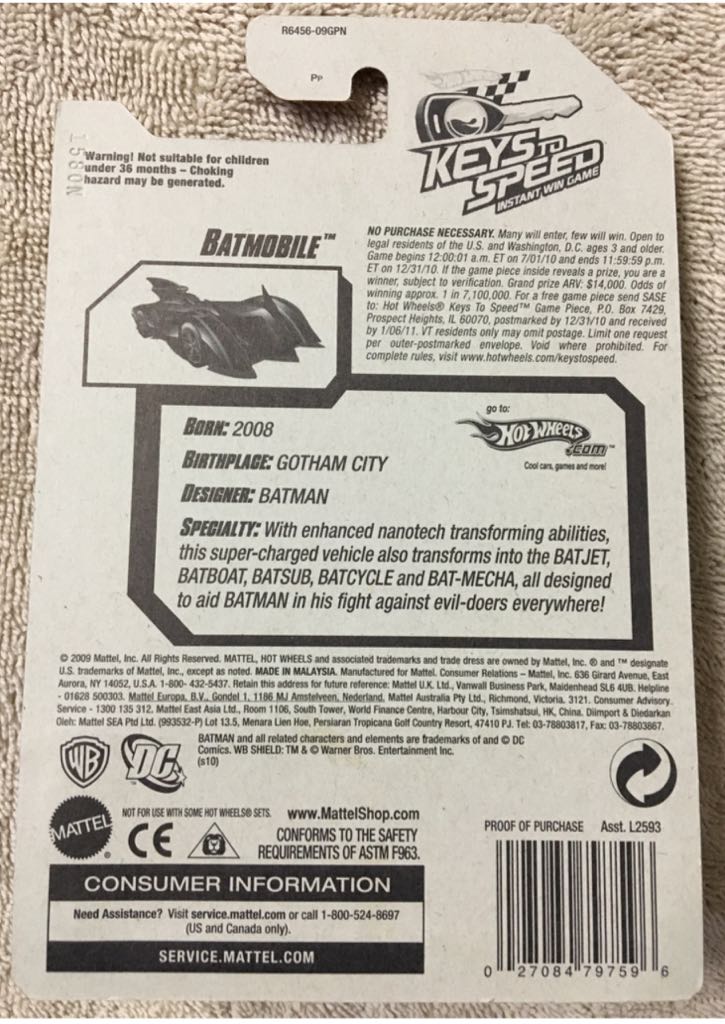 R6456-09GPN
PP
1580N
Warning! Not suitable for children
under 36 months – Choking
hazard may be generated.
KEYS TO
SPEED
INSTANT WIN GAME
BATMOBILE™
NO PURCHASE NECESSARY. Many will enter, few will win. Open to
legal residents of the U.S. and Washington, D.C. ages 3 and older.
Game begins 12:00:01 a.m. ET on 7/01/10 and ends 11:59:59 p.m.
ET on 12/31/10. If the game piece inside reveals a prize, you are a
winner, subject to verification. Grand prize ARV: $14,000. Odds of
winning approx. 1 in 7,100,000. For a free game piece send SASE
to: Hot Wheels® Keys To Speed™ Game Piece, P.O. Box 7429,
Prospect Heights, IL 60070, postmarked by 12/31/10 and received
by 1/06/11. VT residents only may omit postage. Limit one request
per outer-postmarked envelope. Void where prohibited. For
complete rules, visit www.hotwheels.com/keystospeed.
go to:
HOT WHEELS
.COM™
Cool cars, games and more!
BORN: 2008
BIRTHPLACE: GOTHAM CITY
DESIGNER: BATMAN
SPECIALTY: With enhanced nanotech transforming abilities,
this super-charged vehicle also transforms into the BATJET,
BATBOAT, BATSUB, BATCYCLE and BAT-MECHA, all designed
to aid BATMAN in his fight against evil-doers everywhere!
© 2009 Mattel, Inc. All Rights Reserved. MATTEL, HOT WHEELS and associated trademarks and trade dress are owned by Mattel, Inc. ® and ™ designate
U.S. trademarks of Mattel, Inc., except as noted. MADE IN MALAYSIA. Manufactured for Mattel. Consumer Relations – Mattel, Inc. 636 Girard Avenue, East
Aurora, NY 14052, U.S.A. 1-800- 432-5437. Retain this address for future reference: Mattel U.K. Ltd., Vanwall Business Park, Maidenhead SL6 4UB. Helpline
- 01628 500303. Mattel Europa, B.V., Gondel 1, 1186 MJ Amstelveen, Nederland. Mattel Australia Pty Ltd., Richmond, Victoria. 3121. Consumer Advisory
Service - 1300 135 312. Mattel East Asia Ltd., Room 1106, South Tower, World Finance Centre, Harbour City, Tsimshatsui, HK, China. Diimport & Diedarkan
Oleh: Mattel SEA Ptd Ltd. (993532-P) Lot 13.5, Menara Lien Hoe, Persiaran Tropicana Golf Country Resort, 47410 PJ. Tel: 03-78803817, Fax: 03-78803867.
WB
DC
BATMAN and all related characters and elements are trademarks of and © DC
Comics. WB SHIELD: TM & © Warner Bros. Entertainment Inc.
(s10)
MATTEL®
NOT FOR USE WITH SOME HOT WHEELS® SETS.
www.MattelShop.com
CE
CONFORMS TO THE SAFETY
REQUIREMENTS OF ASTM F963.
PROOF OF PURCHASE Asst. L2593
CONSUMER INFORMATION
Need Assistance? Visit service.mattel.com or call 1-800-524-8697
(US and Canada only).
SERVICE.MATTEL.COM
0 27084 79759 6